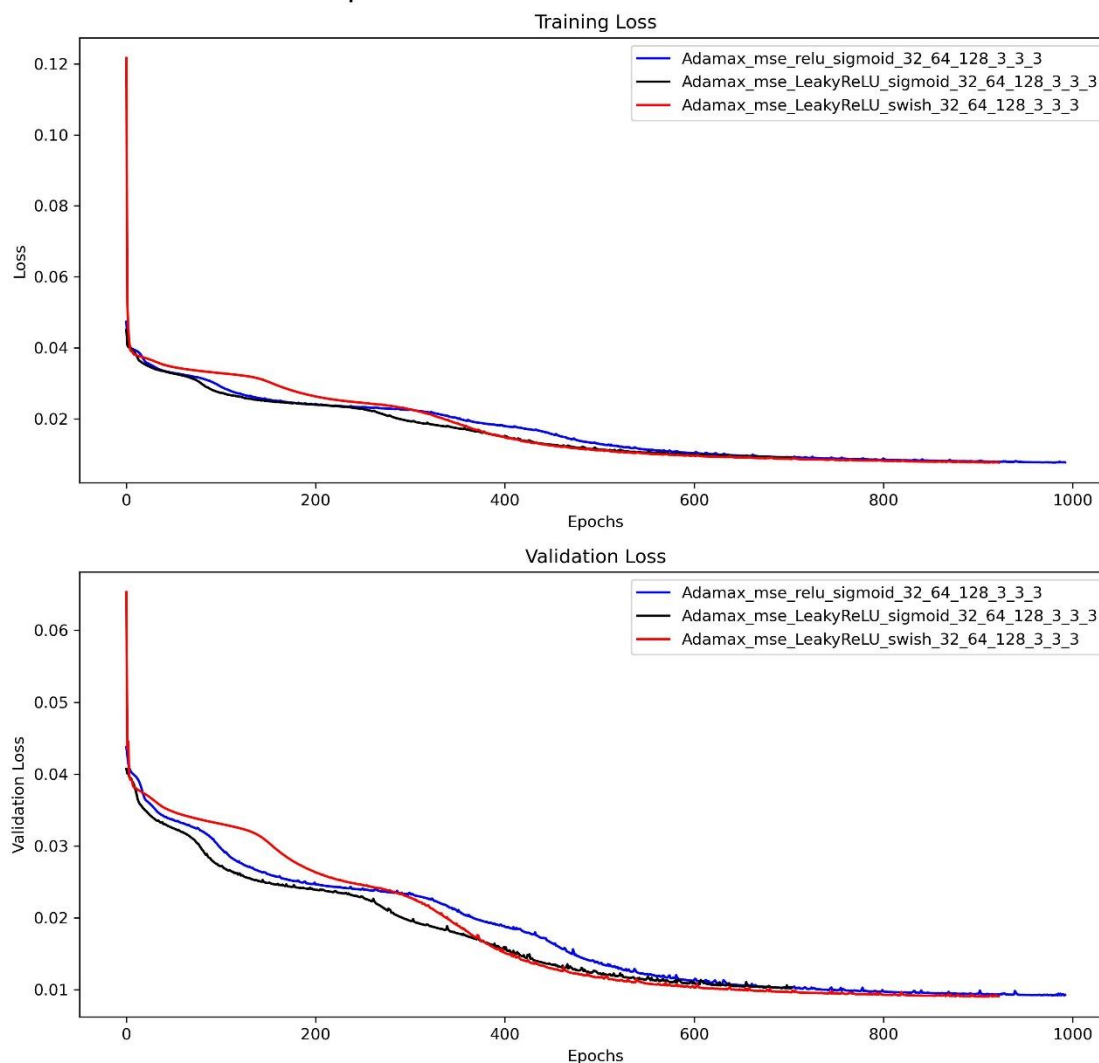 Training Loss
Adamax_mse_relu_sigmoid_32_64_128_3_3_3
Adamax_mse_LeakyReLU_sigmoid_32_64_128_3_3_3
Adamax_mse_LeakyReLU_swish_32_64_128_3_3_3
0.12
0.10
0.08
0.06
0.04
0.02
Loss
0 200 400 600 800 1000
Epochs
Validation Loss
Adamax_mse_relu_sigmoid_32_64_128_3_3_3
Adamax_mse_LeakyReLU_sigmoid_32_64_128_3_3_3
Adamax_mse_LeakyReLU_swish_32_64_128_3_3_3
0.06
0.05
0.04
0.03
0.02
0.01
Validation Loss
0 200 400 600 800 1000
Epochs